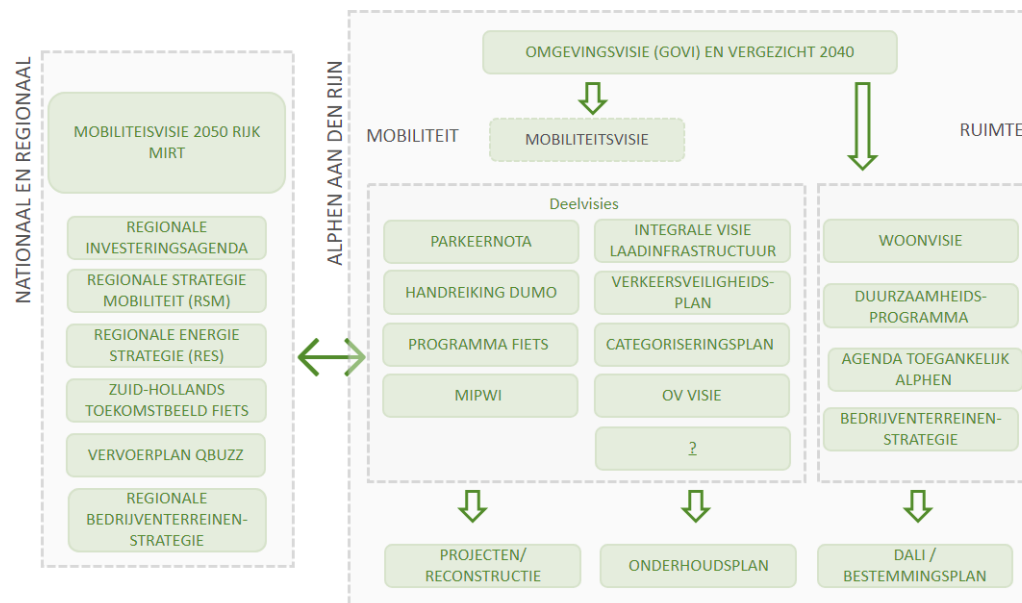 NATIONAAL EN REGIONAAL
MOBILITEISVISIE 2050 RIJK
MIRT
REGIONALE
INVESTERINGSAGENDA
REGIONALE STRATEGIE
MOBILITEIT (RSM)
REGIONALE ENERGIE
STRATEGIE (RES)
ZUID-HOLLANDS
TOEKOMSTBEELD FIETS
VERVOERPLAN QBUZZ
REGIONALE
BEDRIJVENTERREINEN-
STRATEGIE
ALPHEN AAN DEN RIJN
OMGEVINGSVISIE (GOVI) EN VERGEZICHT 2040
MOBILITEIT
MOBILITEITSVISIE
RUIMTE
Deelvisies
PARKEERNOTA
HANDREIKING DUMO
PROGRAMMA FIETS
MIPWI
INTEGRALE VISIE
LAADINFRASTRUCTUUR
VERKEERSVEILIGHEIDS-
PLAN
CATEGORISERINGSPLAN
OV VISIE
?
WOONVISIE
DUURZAAMHEIDS-
PROGRAMMA
AGENDA TOEGANKELIJK
ALPHEN
BEDRIJVENTERREINEN-
STRATEGIE
PROJECTEN/
RECONSTRUCTIE
ONDERHOUDSPLAN
DALI /
BESTEMMINGSPLAN